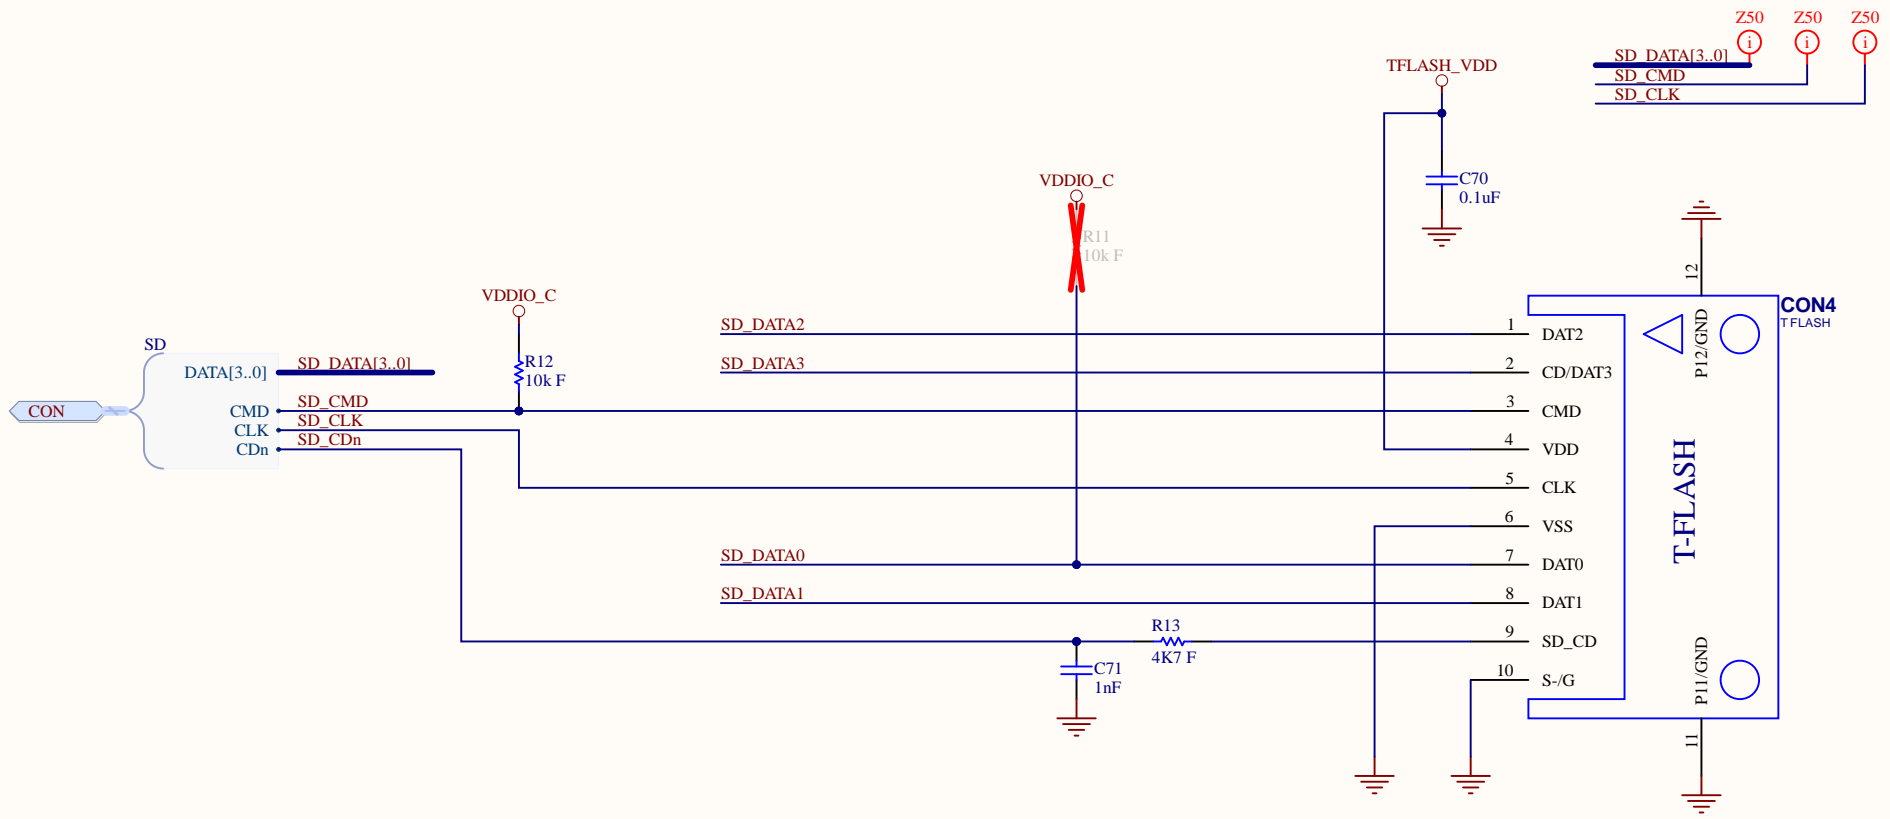 Z50 Z50 Z50
i i i
SD_DATA[3..0]
SD_CMD
SD_CLK
TFLASH_VDD
C70
0.1uF
VDDIO_C
R11
10k F
VDDIO_C
R12
10k F
SD
DATA[3..0]
SD_DATA[3..0]
CON
CMD
SD_CMD
CLK
SD_CLK
CDn
SD_CDn
SD_DATA2
SD_DATA3
SD_DATA0
SD_DATA1
R13
4K7 F
C71
1nF
12
P12/GND
CON4
T FLASH
1 DAT2
2 CD/DAT3
3 CMD
4 VDD
5 CLK
6 VSS
7 DAT0
8 DAT1
9 SD_CD
10 S-/G
T-FLASH
P11/GND
11